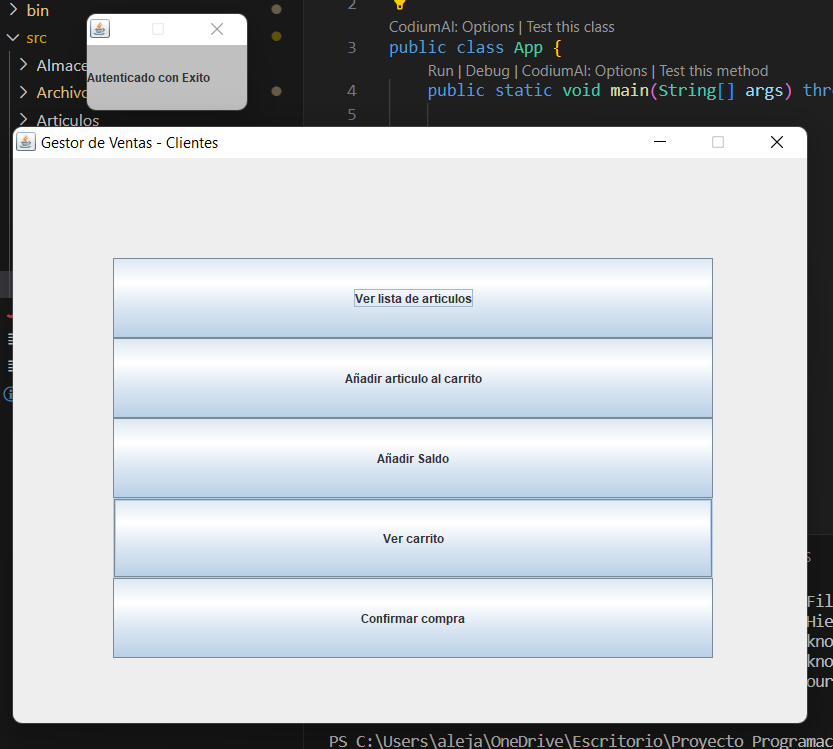 bin
src
Almace
Archivo
Articulos
Autenticado con Exito
2
CodiumAI: Options | Test this class
3 public class App {
Run | Debug | CodiumAI: Options | Test this method
4 public static void main(String[] args) thr
5
Gestor de Ventas - Clientes
Ver lista de articulos
Añadir articulo al carrito
Añadir Saldo
Ver carrito
Confirmar compra
Fil
Hie
kno
kno
our
PS C:\Users\aleja\OneDrive\Escritorio\Proyecto Programac